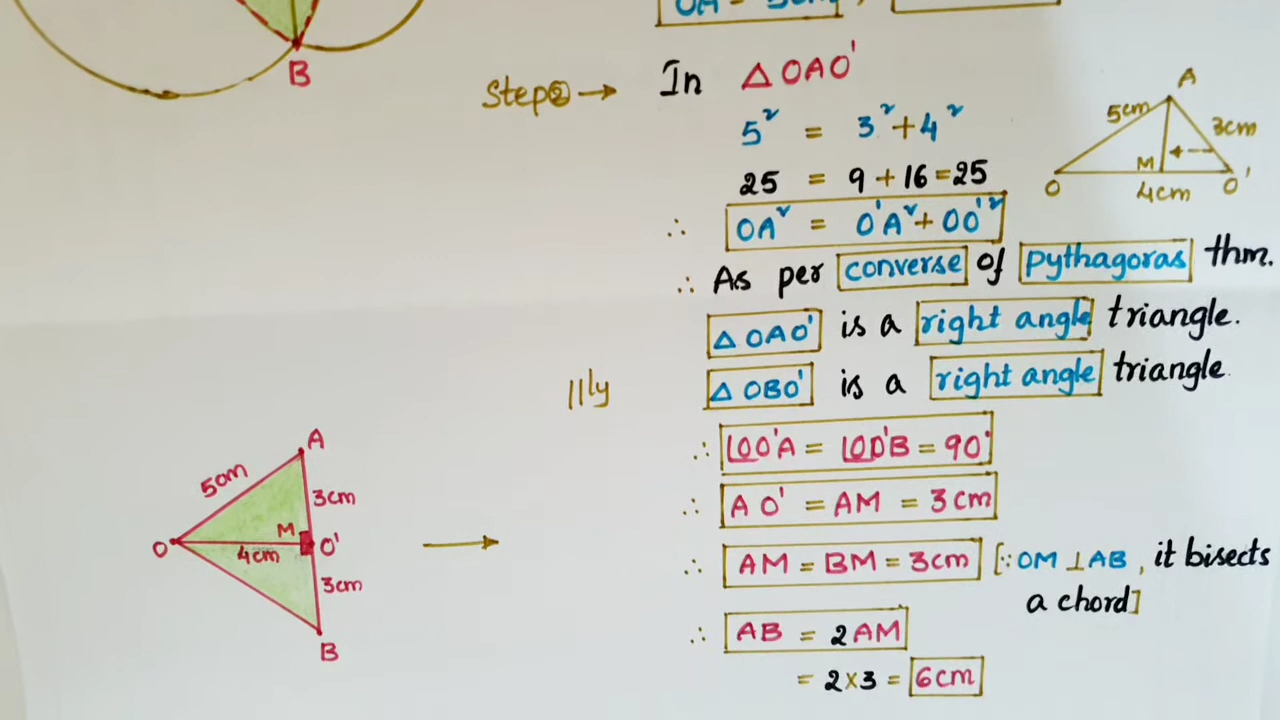 B
Step② → In △OAO'
5² = 3²+4²
25 = 9+16=25
∴ OA² = O'A²+OO'²
A
5cm 3cm
M
O 4cm O'
∴ As per converse of pythagoras thm.
△OAO' is a right angle triangle.
|||ly △OBO' is a right angle triangle.
∴ ∠OO'A = ∠OO'B = 90°
∴ AO' = AM = 3cm
∴ AM = BM = 3cm [∵ OM ⊥AB, it bisects
a chord]
∴ AB = 2AM
= 2×3 = 6cm
A
5cm
3cm
M
O 4cm O'
3cm
B